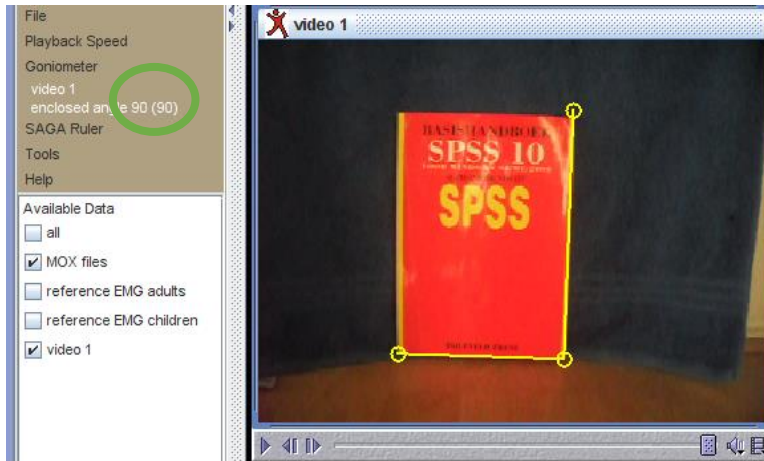 File
Playback Speed
Goniometer
video 1
enclosed angle 90 (90)
SAGA Ruler
Tools
Help
Available Data
all
MOX files
reference EMG adults
reference EMG children
video 1
video 1
BASISHANDBOEK
SPSS 10
SPSS